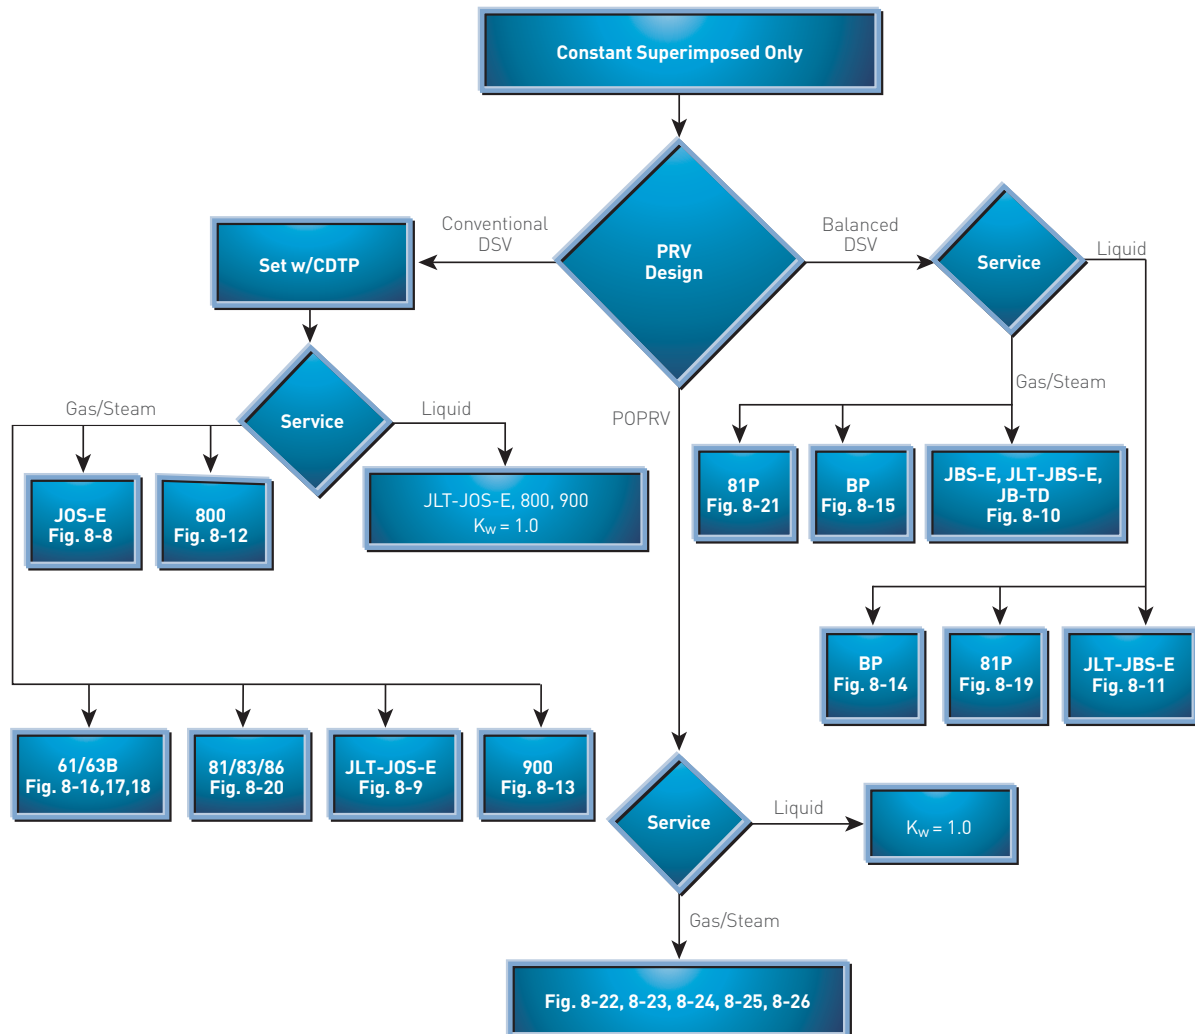 Constant Superimposed Only
Conventional
DSV
Set w/CDTP
PRV
Design
Balanced
DSV
Service
Liquid
Gas/Steam
POPRV
Gas/Steam
Service
Liquid
JOS-E
Fig. 8-8
800
Fig. 8-12
JLT-JOS-E, 800, 900
Kw = 1.0
81P
Fig. 8-21
BP
Fig. 8-15
JBS-E, JLT-JBS-E,
JB-TD
Fig. 8-10
BP
Fig. 8-14
81P
Fig. 8-19
JLT-JBS-E
Fig. 8-11
61/63B
Fig. 8-16,17,18
81/83/86
Fig. 8-20
JLT-JOS-E
Fig. 8-9
900
Fig. 8-13
Service
Liquid
Kw = 1.0
Gas/Steam
Fig. 8-22, 8-23, 8-24, 8-25, 8-26